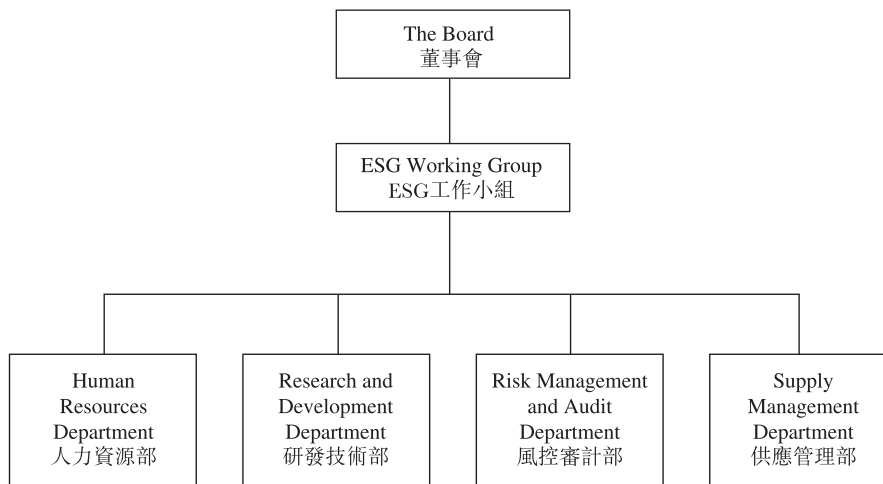 The Board
董事會
ESG Working Group
ESG工作小組
Human
Resources
Department
人力資源部
Research and
Development
Department
研發技術部
Risk Management
and Audit
Department
風控審計部
Supply
Management
Department
供應管理部